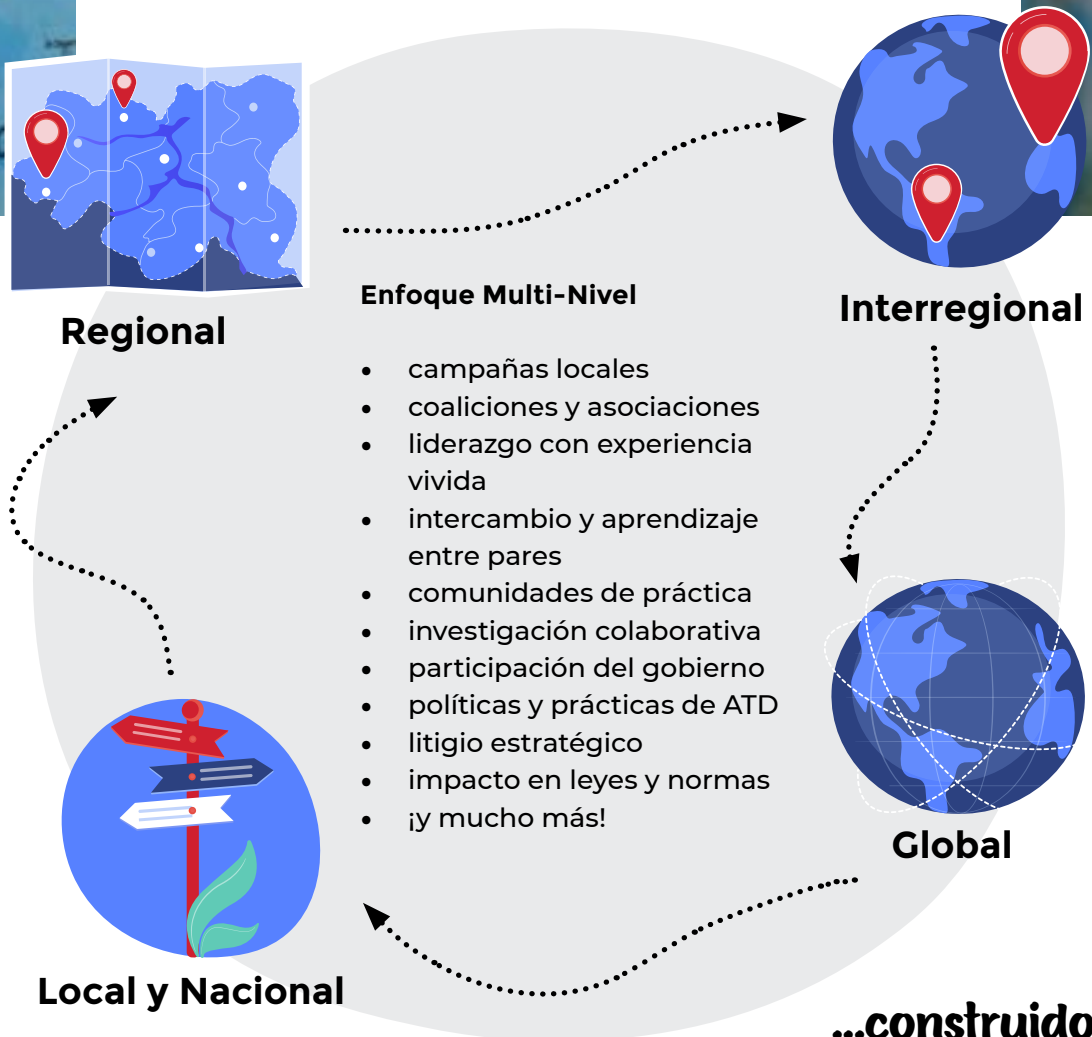 Regional
Interregional
Enfoque Multi-Nivel
• campañas locales
• coaliciones y asociaciones
• liderazgo con experiencia
vivida
• intercambio y aprendizaje
entre pares
• comunidades de práctica
• investigación colaborativa
• participación del gobierno
• políticas y prácticas de ATD
• litigio estratégico
• impacto en leyes y normas
• ¡y mucho más!
Global
Local y Nacional
...construido